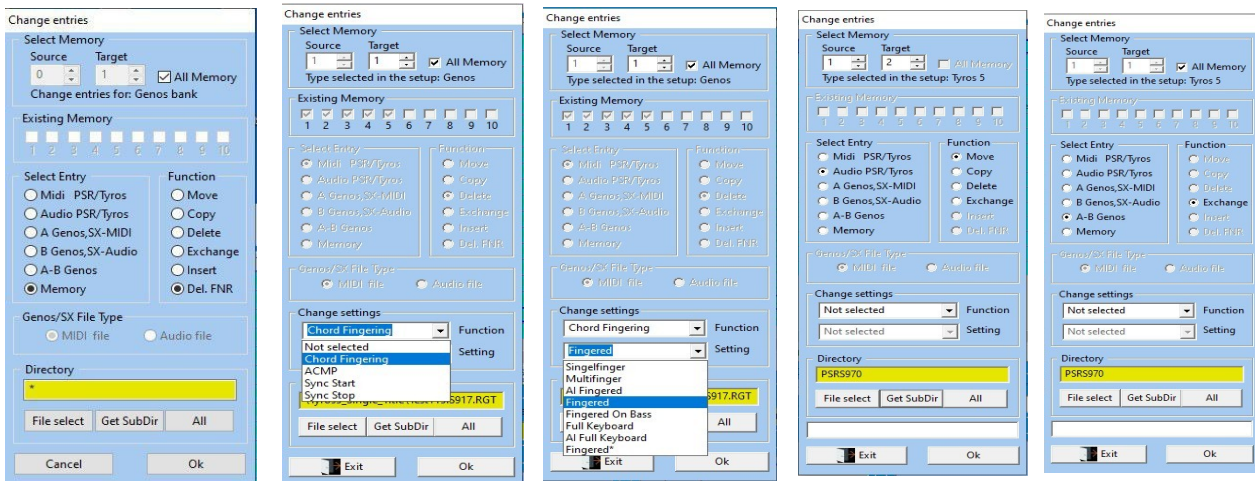 Change entries
Select Memory
Source Target
0 1 All Memory
Change entries for: Genos bank
Existing Memory
1 2 3 4 5 6 7 8 9 10
Select Entry Function
Midi PSR/Tyros Move
Audio PSR/Tyros Copy
A Genos,SX-MIDI Delete
B Genos,SX-Audio Exchange
A-B Genos Insert
Memory Del. FNR
Genos/SX File Type
MIDI file Audio file
Directory
*
File select Get SubDir All
Cancel Ok
Change entries
Select Memory
Source Target
1 1 All Memory
Type selected in the setup: Genos
Existing Memory
1 2 3 4 5 6 7 8 9 10
Select Entry Function
Midi PSR/Tyros Move
Audio PSR/Tyros Copy
A Genos,SX-MIDI Delete
B Genos,SX-Audio Exchange
A-B Genos Insert
Memory Del. FNR
Genos/SX File Type
MIDI file Audio file
Change settings
Chord Fingering Function
Not selected
Chord Fingering Setting
ACMP
Sync Start
Sync Stop
S917.RGT
File select Get SubDir All
Exit Ok
Change entries
Select Memory
Source Target
1 1 All Memory
Type selected in the setup: Genos
Existing Memory
1 2 3 4 5 6 7 8 9 10
Select Entry Function
Midi PSR/Tyros Move
Audio PSR/Tyros Copy
A Genos,SX-MIDI Delete
B Genos,SX-Audio Exchange
A-B Genos Insert
Memory Del. FNR
Genos/SX File Type
MIDI file Audio file
Change settings
Chord Fingering Function
Fingered Setting
Singelfinger
Multifinger
AI Fingered
Fingered S917.RGT
Fingered On Bass
Full Keyboard All
AI Full Keyboard
Fingered*
Exit Ok
Change entries
Select Memory
Source Target
1 2 All Memory
Type selected in the setup: Tyros 5
Existing Memory
1 2 3 4 5 6 7 8 9 10
Select Entry Function
Midi PSR/Tyros Move
Audio PSR/Tyros Copy
A Genos,SX-MIDI Delete
B Genos,SX-Audio Exchange
A-B Genos Insert
Memory Del. FNR
Genos/SX File Type
MIDI file Audio file
Change settings
Not selected Function
Not selected Setting
Directory
PSRS970
File select Get SubDir All
Exit Ok
Change entries
Select Memory
Source Target
1 1 All Memory
Type selected in the setup: Tyros 5
Existing Memory
1 2 3 4 5 6 7 8 9 10
Select Entry Function
Midi PSR/Tyros Move
Audio PSR/Tyros Copy
A Genos,SX-MIDI Delete
B Genos,SX-Audio Exchange
A-B Genos Insert
Memory Del. FNR
Genos/SX File Type
MIDI file Audio file
Change settings
Not selected Function
Not selected Setting
Directory
PSRS970
File select Get SubDir All
Exit Ok